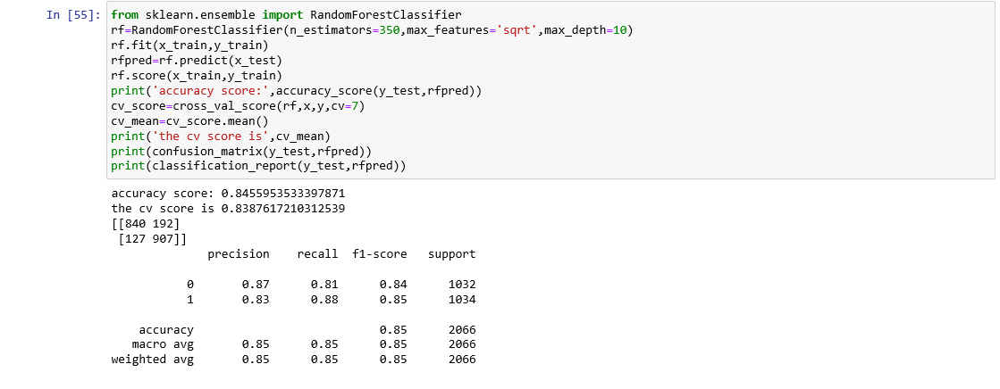 In [55]: from sklearn.ensemble import RandomForestClassifier
rf=RandomForestClassifier(n_estimators=350,max_features='sqrt',max_depth=10)
rf.fit(x_train,y_train)
rfpred=rf.predict(x_test)
rf.score(x_train,y_train)
print('accuracy score:',accuracy_score(y_test,rfpred))
cv_score=cross_val_score(rf,x,y,cv=7)
cv_mean=cv_score.mean()
print('the cv score is',cv_mean)
print(confusion_matrix(y_test,rfpred))
print(classification_report(y_test,rfpred))
accuracy score: 0.8455953533397871
the cv score is 0.8387617210312539
[[840 192]
[127 907]]
precision recall f1-score support
0 0.87 0.81 0.84 1032
1 0.83 0.88 0.85 1034
accuracy 0.85 2066
macro avg 0.85 0.85 0.85 2066
weighted avg 0.85 0.85 0.85 2066